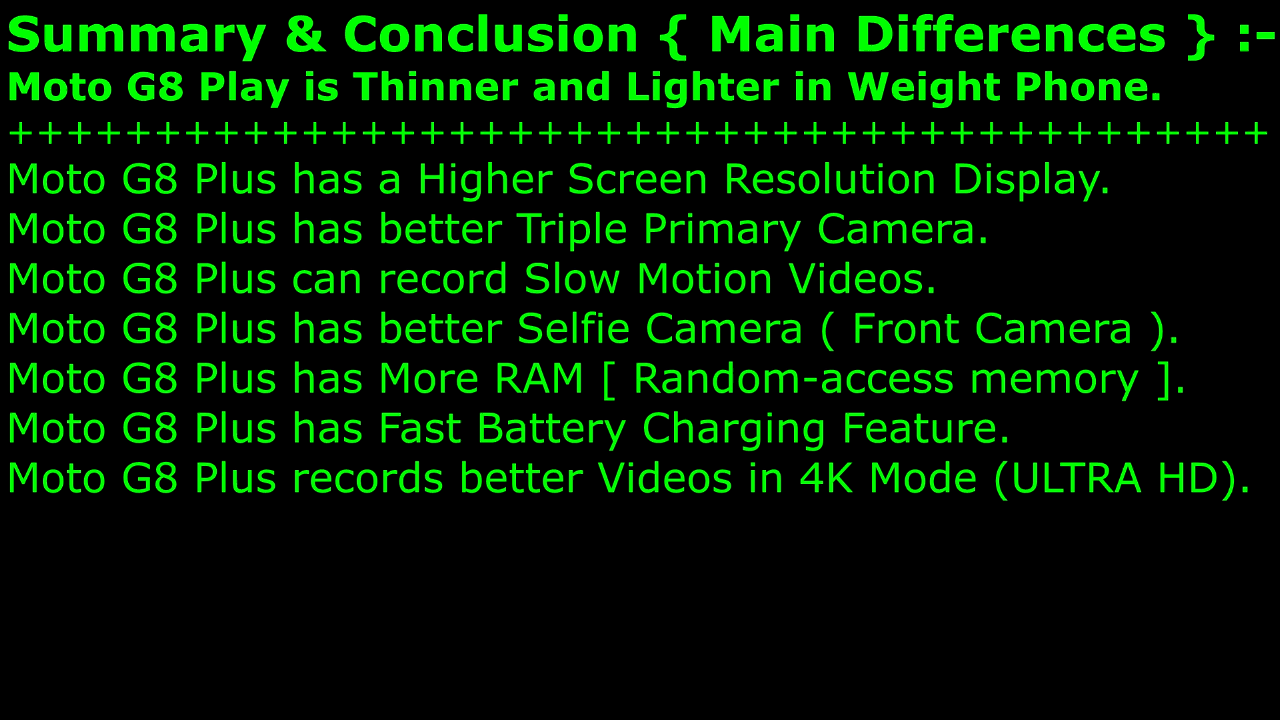 Summary & Conclusion { Main Differences } :-
Moto G8 Play is Thinner and Lighter in Weight Phone.
+++++++++++++++++++++++++++++++++++++++++++
Moto G8 Plus has a Higher Screen Resolution Display.
Moto G8 Plus has better Triple Primary Camera.
Moto G8 Plus can record Slow Motion Videos.
Moto G8 Plus has better Selfie Camera ( Front Camera ).
Moto G8 Plus has More RAM [ Random-access memory ].
Moto G8 Plus has Fast Battery Charging Feature.
Moto G8 Plus records better Videos in 4K Mode (ULTRA HD).